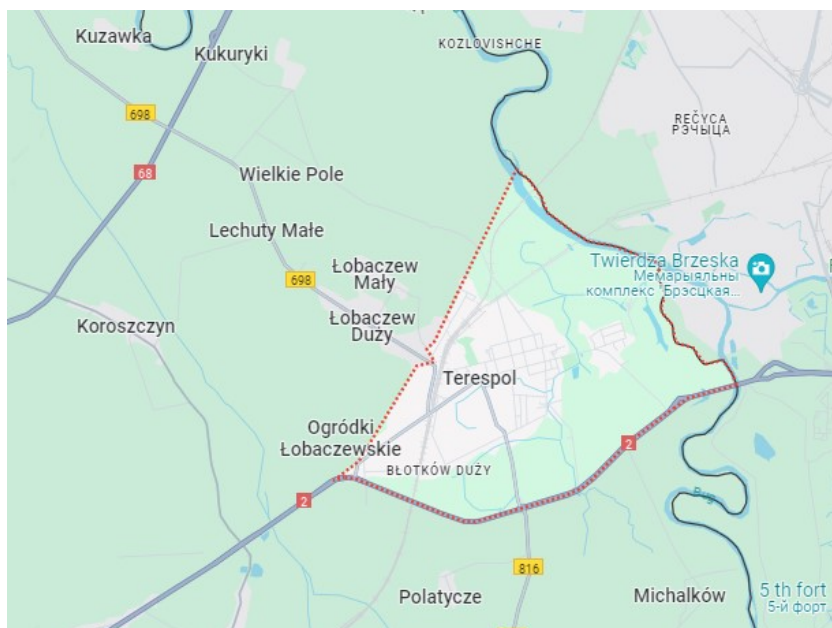 Kuzawka
KOZLOVISHCHE
Kukuryki
698
REČYCA
РЭЧЫЦА
68
Wielkie Pole
Lechuty Małe
Twierdza Brzeska
Мемарыяльны
комплекс "Брэсцкая...
Łobaczew
Mały
698
Łobaczew
Duży
Koroszczyn
Terespol
Ogródki
Łobaczewskie
2
BŁOTKÓW DUŻY
2
Bug
816
Polatycze
Michalków
5 th fort
5-й форт